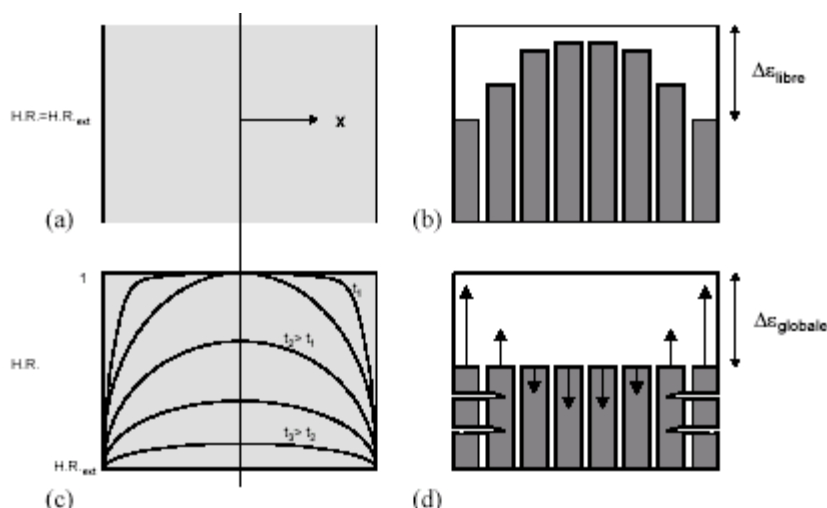 H.R.=H.R.ext
x
(a)
Δεlibre
(b)
1
t1
t2> t1
H.R.
t3> t2
H.R.ext
(c)
Δεglobale
(d)